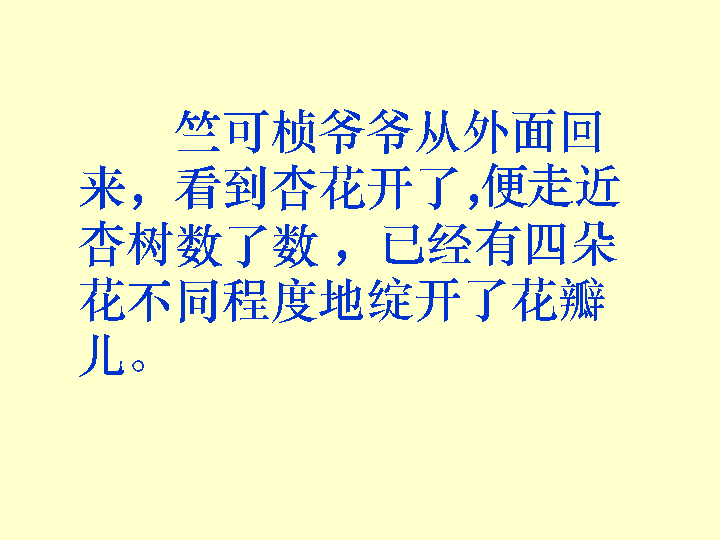 竺可桢爷爷从外面回
来，看到杏花开了,便走近
杏树数了数，已经有四朵
花不同程度地绽开了花瓣
儿。